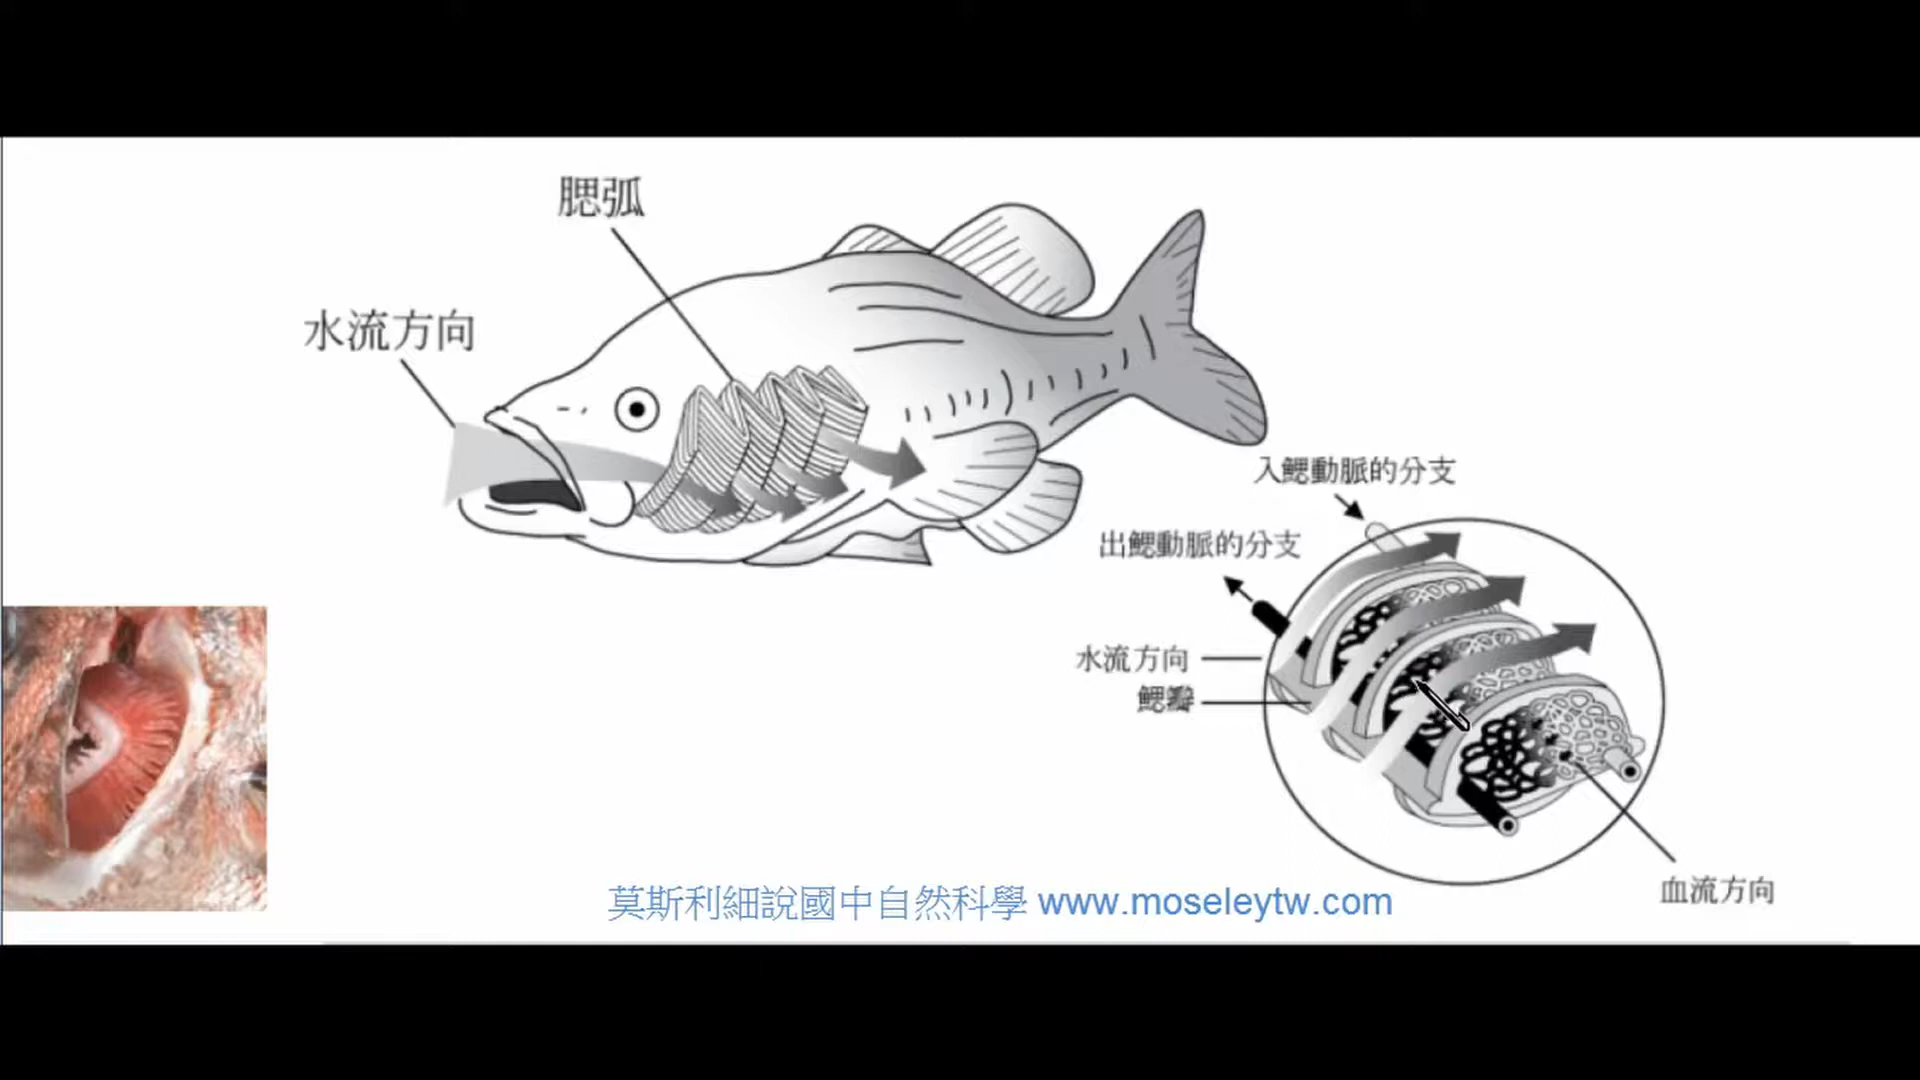 腮弧
水流方向
入鰓動脈的分支
出鰓動脈的分支
水流方向
鰓瓣
血流方向
莫斯利細說國中自然科學 www.moseleytw.com